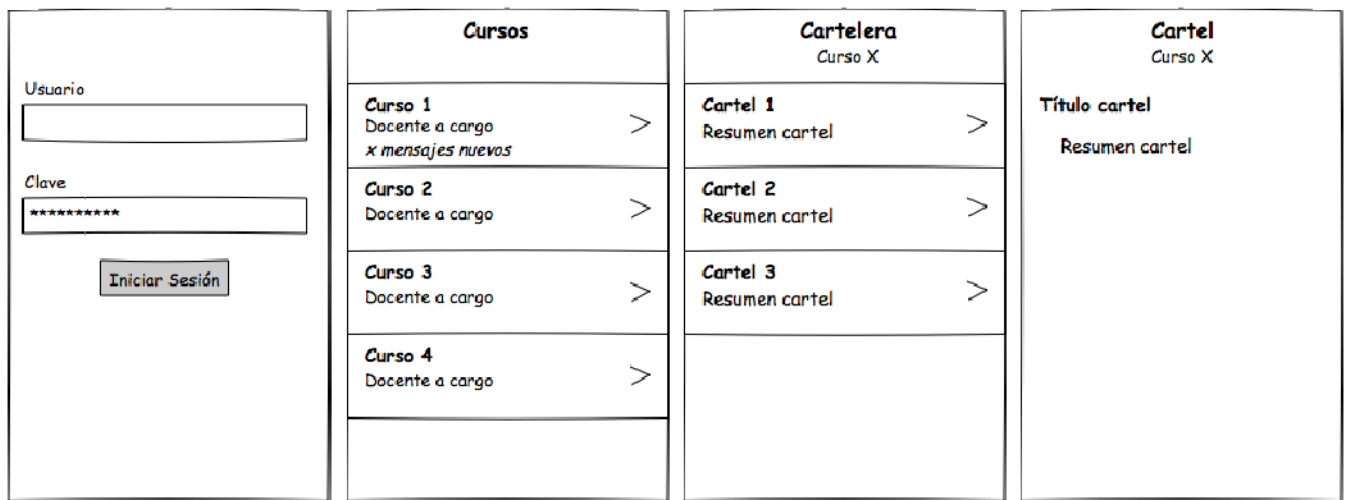 Usuario
Clave
**********
Iniciar Sesión
Cursos
Curso 1
Docente a cargo
x mensajes nuevos
>
Curso 2
Docente a cargo
>
Curso 3
Docente a cargo
>
Curso 4
Docente a cargo
>
Cartelera
Curso X
Cartel 1
Resumen cartel
>
Cartel 2
Resumen cartel
>
Cartel 3
Resumen cartel
>
Cartel
Curso X
Título cartel
Resumen cartel